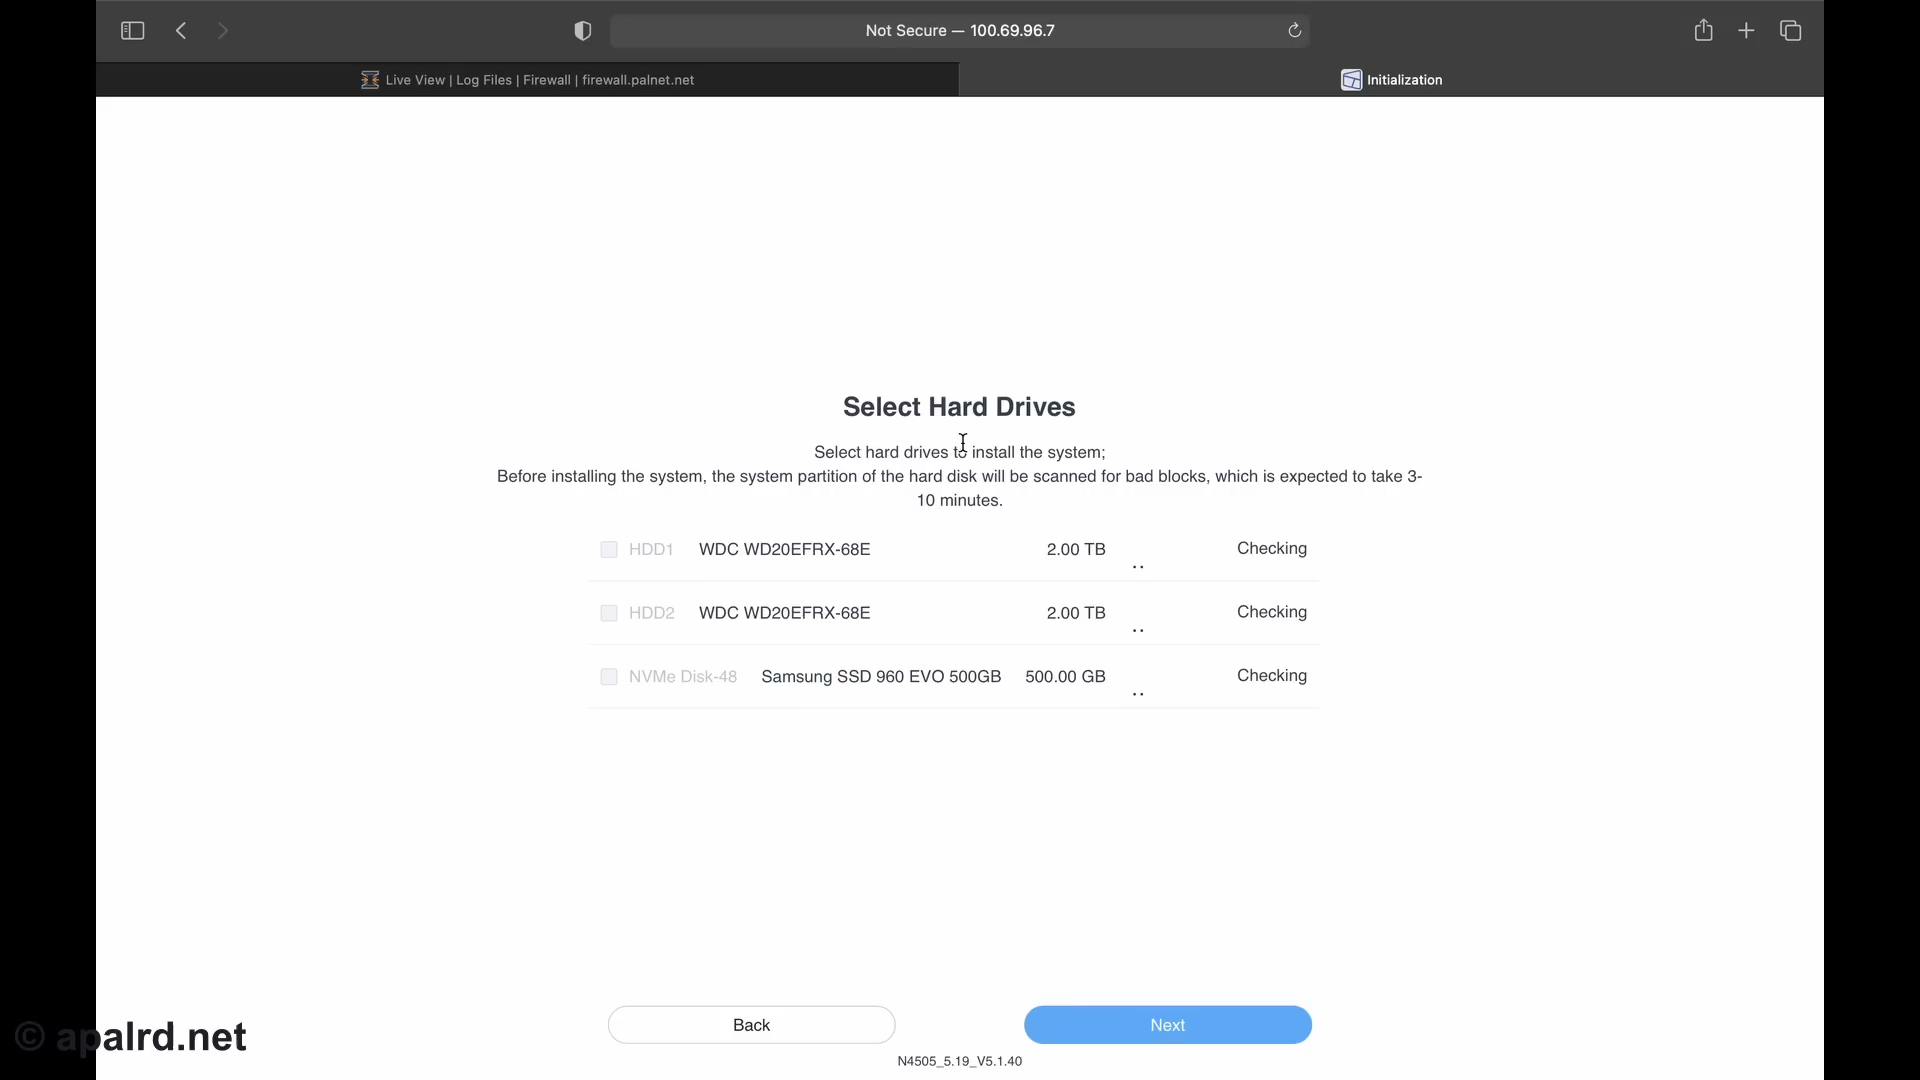 Not Secure — 100.69.96.7
Live View | Log Files | Firewall | firewall.palnet.net
Initialization
Select Hard Drives
Select hard drives to install the system;
Before installing the system, the system partition of the hard disk will be scanned for bad blocks, which is expected to take 3-
10 minutes.
HDD1 WDC WD20EFRX-68E 2.00 TB .. Checking
HDD2 WDC WD20EFRX-68E 2.00 TB .. Checking
NVMe Disk-48 Samsung SSD 960 EVO 500GB 500.00 GB .. Checking
Back Next
© apalrd.net
N4505_5.19_V5.1.40